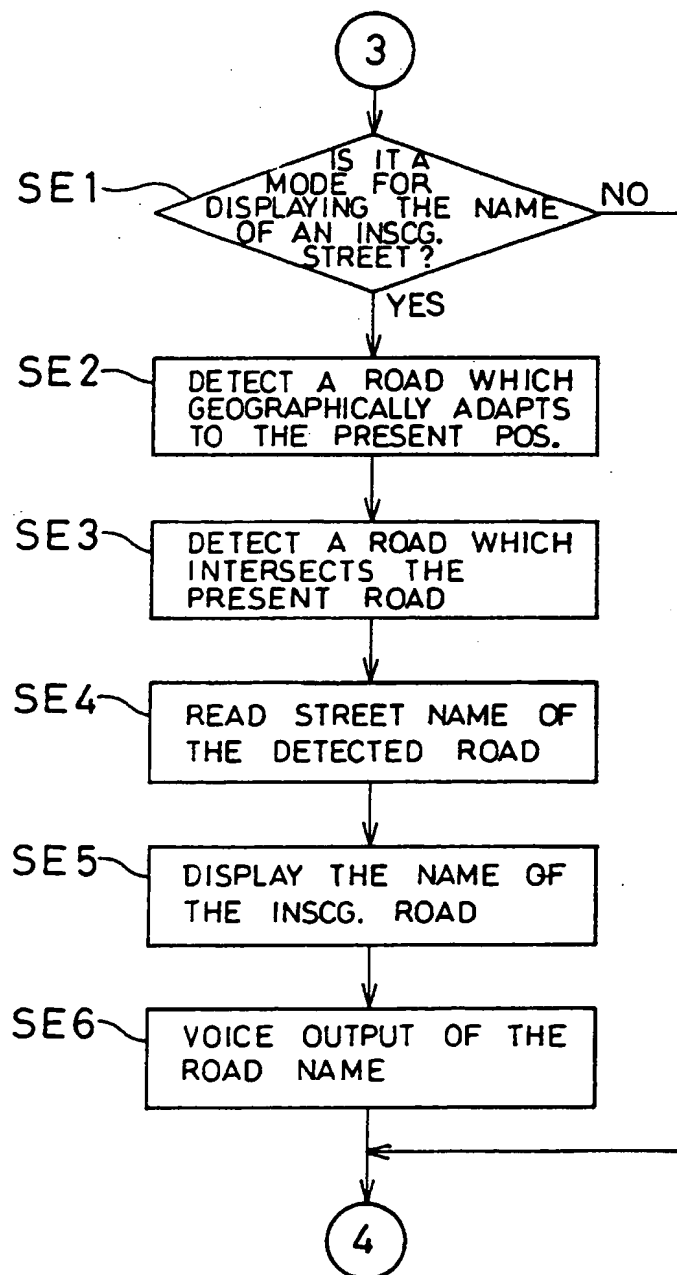 3
SE1
IS IT A
MODE FOR
DISPLAYING THE NAME
OF AN INSCG.
STREET?
NO
YES
SE2
DETECT A ROAD WHICH
GEOGRAPHICALLY ADAPTS
TO THE PRESENT POS.
SE3
DETECT A ROAD WHICH
INTERSECTS THE
PRESENT ROAD
SE4
READ STREET NAME OF
THE DETECTED ROAD
SE5
DISPLAY THE NAME OF
THE INSCG. ROAD
SE6
VOICE OUTPUT OF THE
ROAD NAME
4